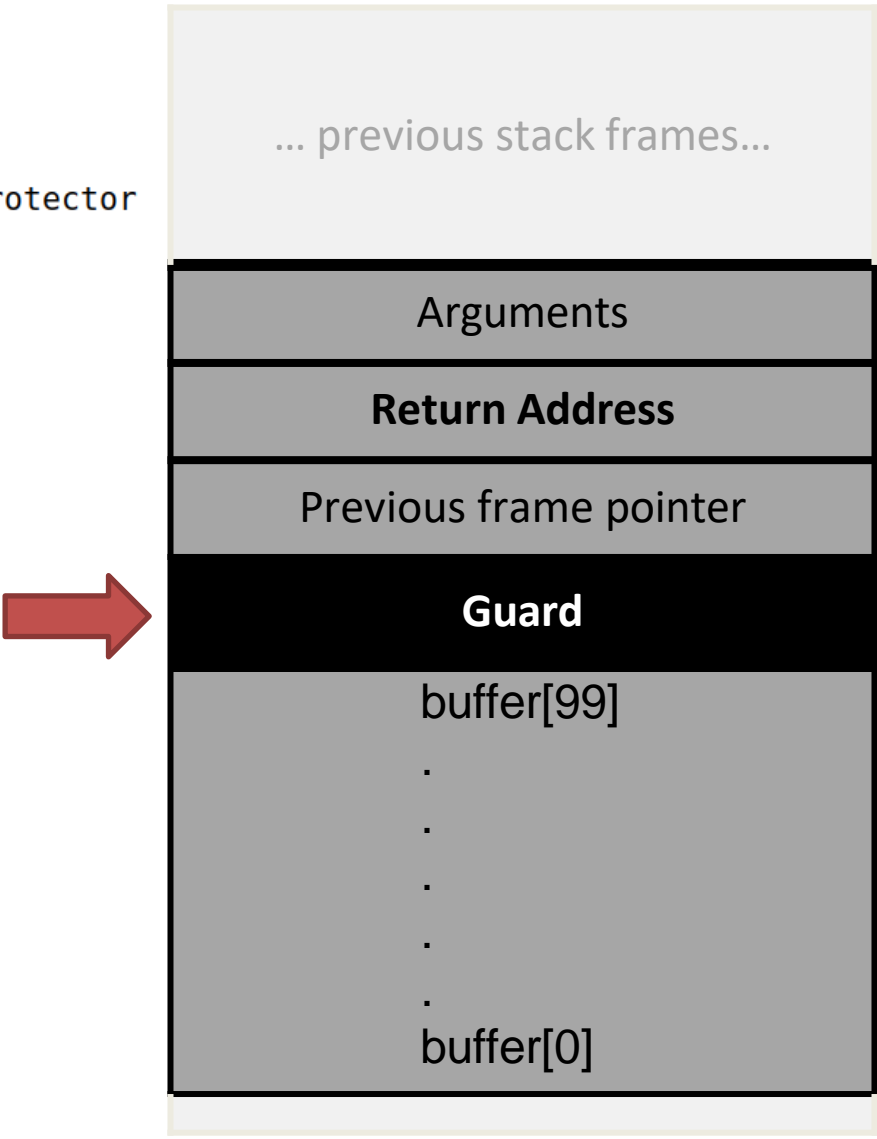 … previous stack frames…
rotector
Arguments
Return Address
Previous frame pointer
Guard
buffer[99]
.
.
.
.
.
buffer[0]